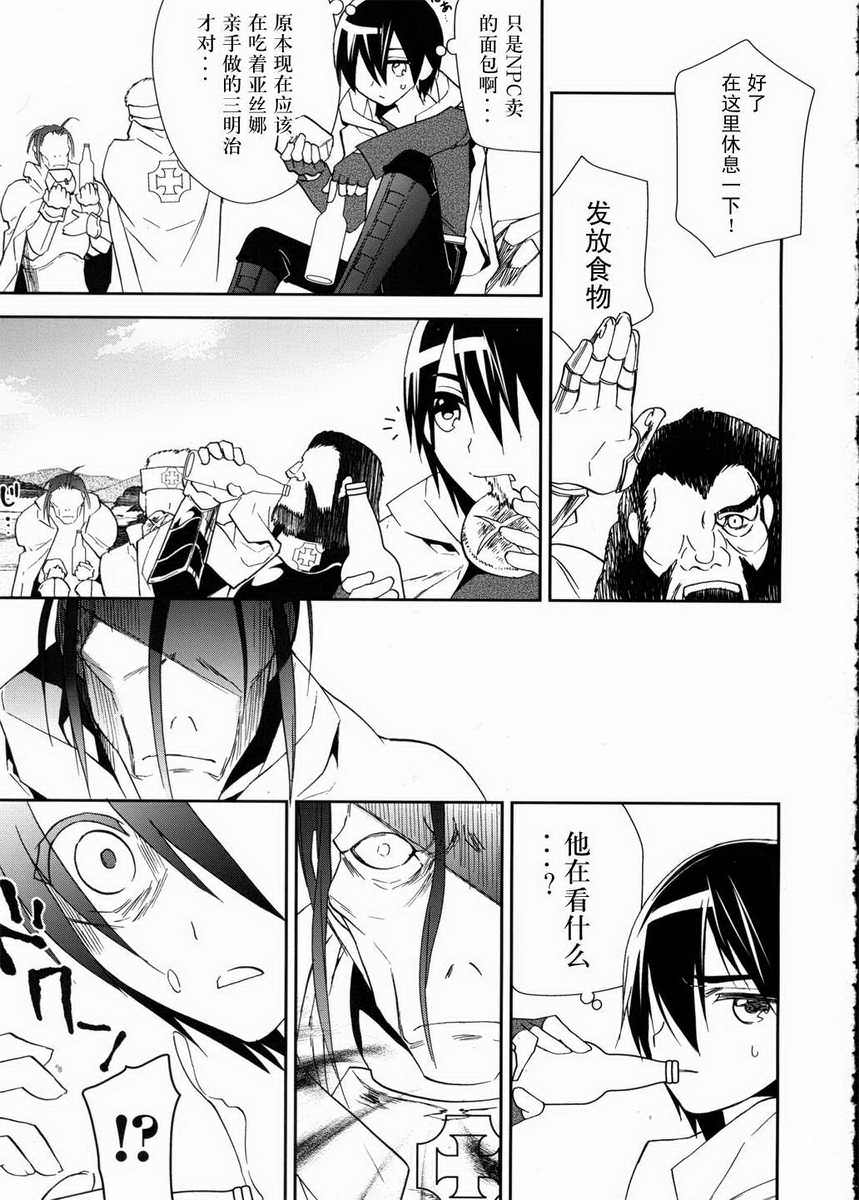 好了
在这里休息一下！
发放食物
只是NPC卖
的面包啊...
原本现在应该
在吃着亚丝娜
亲手做的三明治
才对...
他在看什么
...?
!?